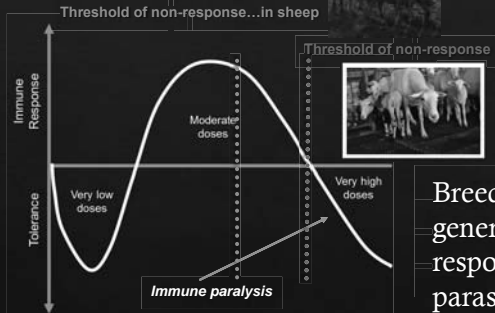 Threshold of non-response...in sheep
Threshold of non-response
Immune
Response
Moderate
doses
Very low
doses
Very high
doses
Tolerance
Immune paralysis
Breed
gener
respo
paras